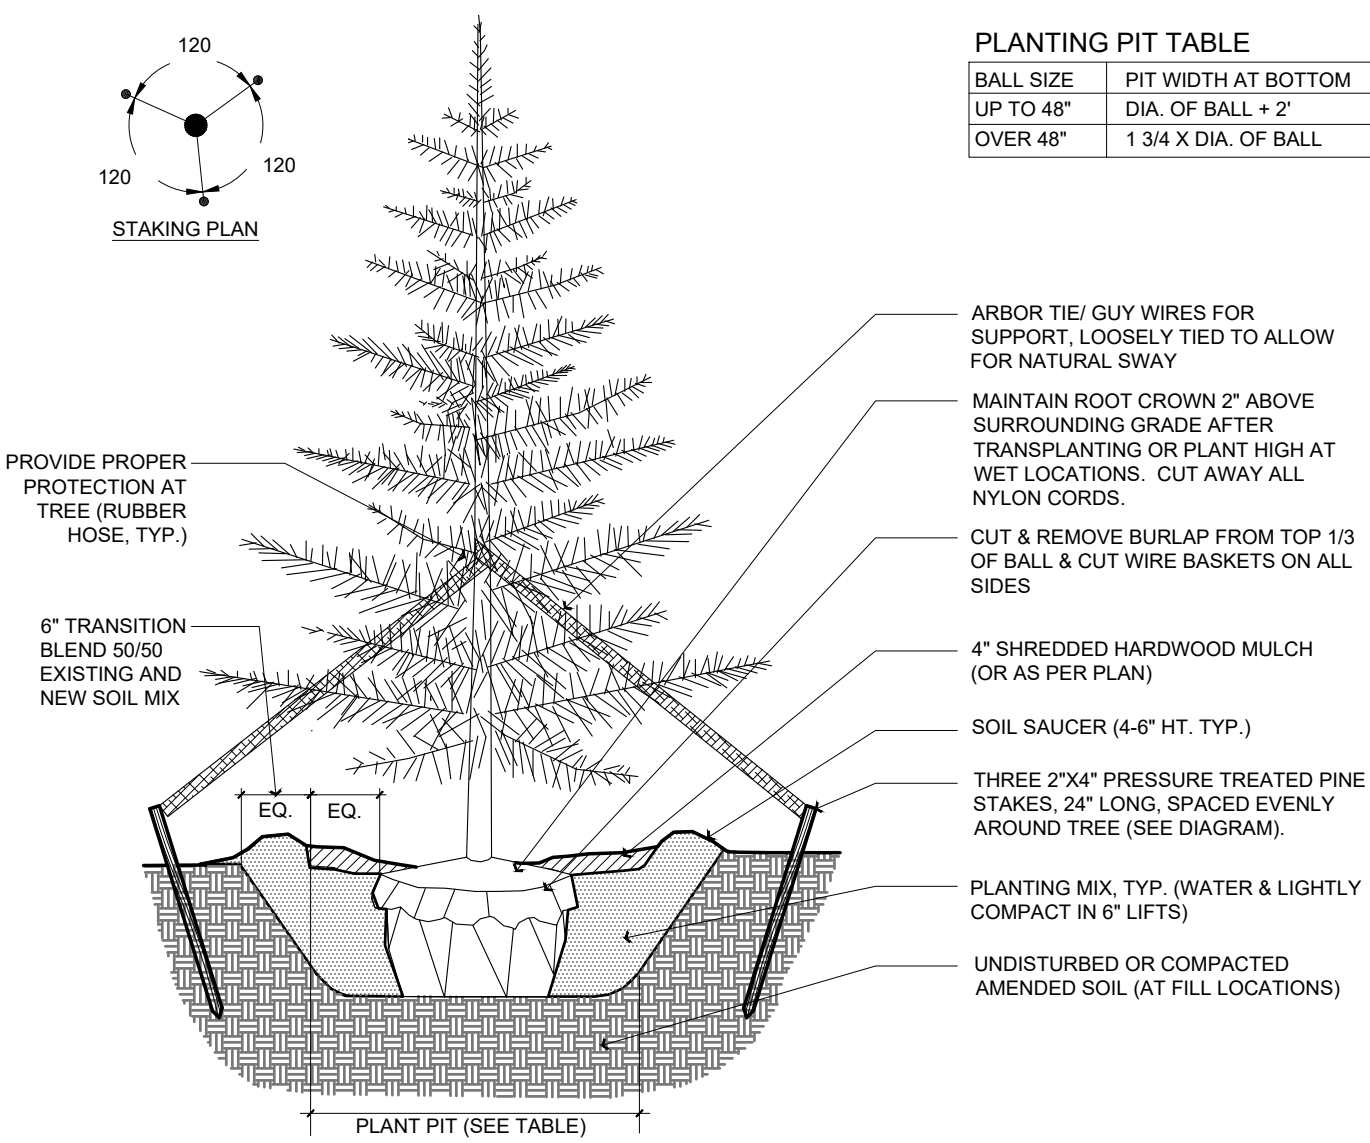 120
120
120
STAKING PLAN
PLANTING PIT TABLE
BALL SIZE PIT WIDTH AT BOTTOM
UP TO 48" DIA. OF BALL + 2'
OVER 48" 1 3/4 X DIA. OF BALL
PROVIDE PROPER
PROTECTION AT
TREE (RUBBER
HOSE, TYP.)
6" TRANSITION
BLEND 50/50
EXISTING AND
NEW SOIL MIX
EQ.
EQ.
ARBOR TIE/ GUY WIRES FOR
SUPPORT, LOOSELY TIED TO ALLOW
FOR NATURAL SWAY
MAINTAIN ROOT CROWN 2" ABOVE
SURROUNDING GRADE AFTER
TRANSPLANTING OR PLANT HIGH AT
WET LOCATIONS. CUT AWAY ALL
NYLON CORDS.
CUT & REMOVE BURLAP FROM TOP 1/3
OF BALL & CUT WIRE BASKETS ON ALL
SIDES
4" SHREDDED HARDWOOD MULCH
(OR AS PER PLAN)
SOIL SAUCER (4-6" HT. TYP.)
THREE 2"X4" PRESSURE TREATED PINE
STAKES, 24" LONG, SPACED EVENLY
AROUND TREE (SEE DIAGRAM).
PLANTING MIX, TYP. (WATER & LIGHTLY
COMPACT IN 6" LIFTS)
UNDISTURBED OR COMPACTED
AMENDED SOIL (AT FILL LOCATIONS)
PLANT PIT (SEE TABLE)